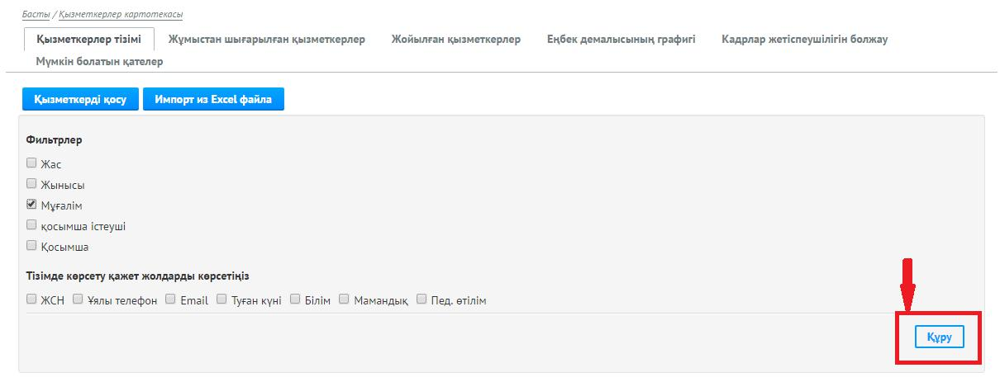 Басты / Қызметкерлер картотекасы
Қызметкерлер тізімі Жұмыстан шығарылған қызметкерлер Жойылған қызметкерлер Еңбек демалысының графигі Кадрлар жетіспеушілігін болжау
Мүмкін болатын қателер
Қызметкерді қосу Импорт из Excel файла
Фильтрлер
Жас
Жынысы
Мұғалім
қосымша істеуші
Қосымша
Тізімде көрсету қажет жолдарды көрсетіңіз
ЖСН Ұялы телефон Email Туған күні Білім Мамандық Пед. өтілім
Құру